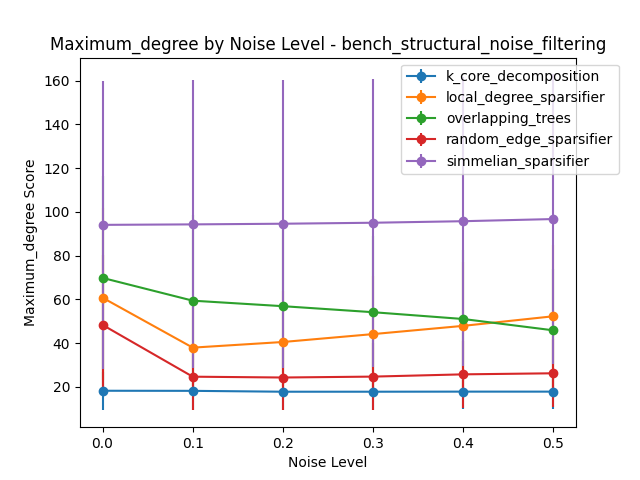 Maximum_degree by Noise Level - bench_structural_noise_filtering
k_core_decomposition
local_degree_sparsifier
overlapping_trees
random_edge_sparsifier
simmelian_sparsifier
Maximum_degree Score
160
140
120
100
80
60
40
20
0.0 0.1 0.2 0.3 0.4 0.5
Noise Level